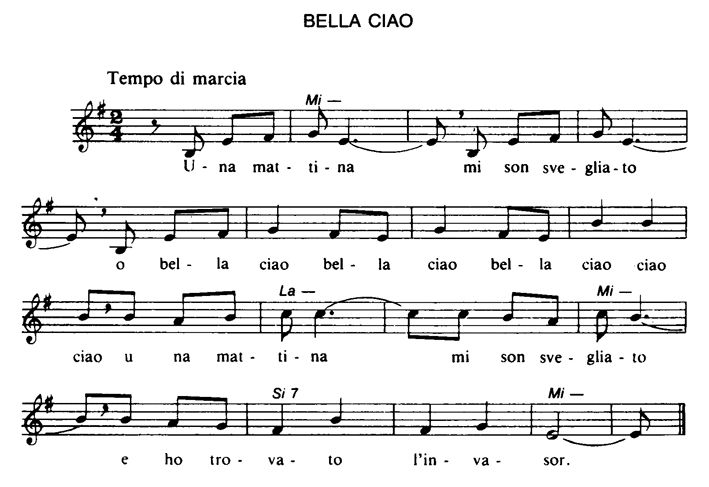 BELLA CIAO
Tempo di marcia
Mi —
2
4
U - na mat - ti - na mi son sve - glia - to
o bel - la ciao bel - la ciao bel - la ciao ciao
La — Mi —
ciao u na mat - ti - na mi son sve - glia - to
Si 7 Mi —
e ho tro - va - to l'in - va - sor.